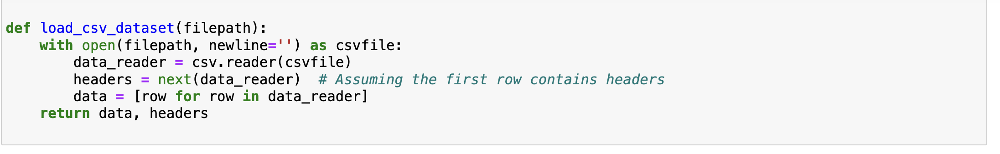 def load_csv_dataset(filepath):
    with open(filepath, newline='') as csvfile:
        data_reader = csv.reader(csvfile)
        headers = next(data_reader)  # Assuming the first row contains headers
        data = [row for row in data_reader]
    return data, headers